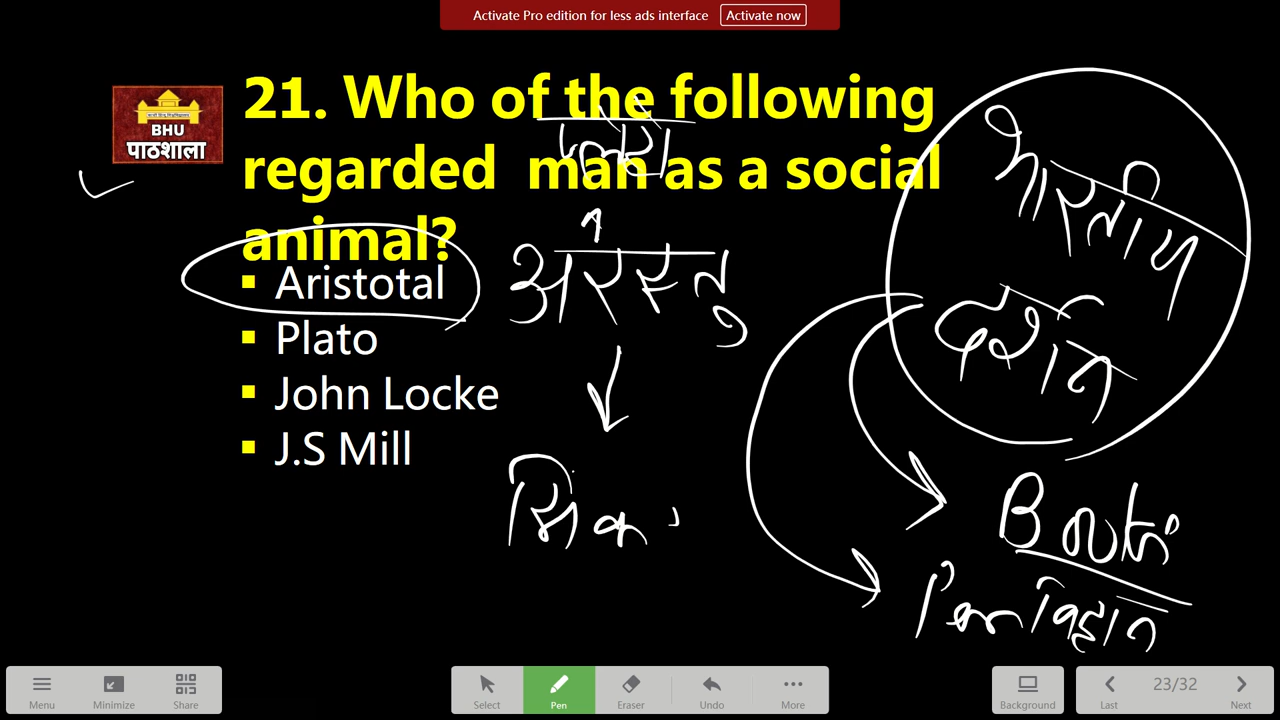 Activate Pro edition for less ads interface Activate now
BHU
पाठशाला
21. Who of the following
regarded man as a social
animal?
▪ Aristotal
▪ Plato
▪ John Locke
▪ J.S Mill
अरस्तु
भारतीय
दर्शन
Menu Minimize Share Select Pen Eraser Undo More Background Last 23/32 Next